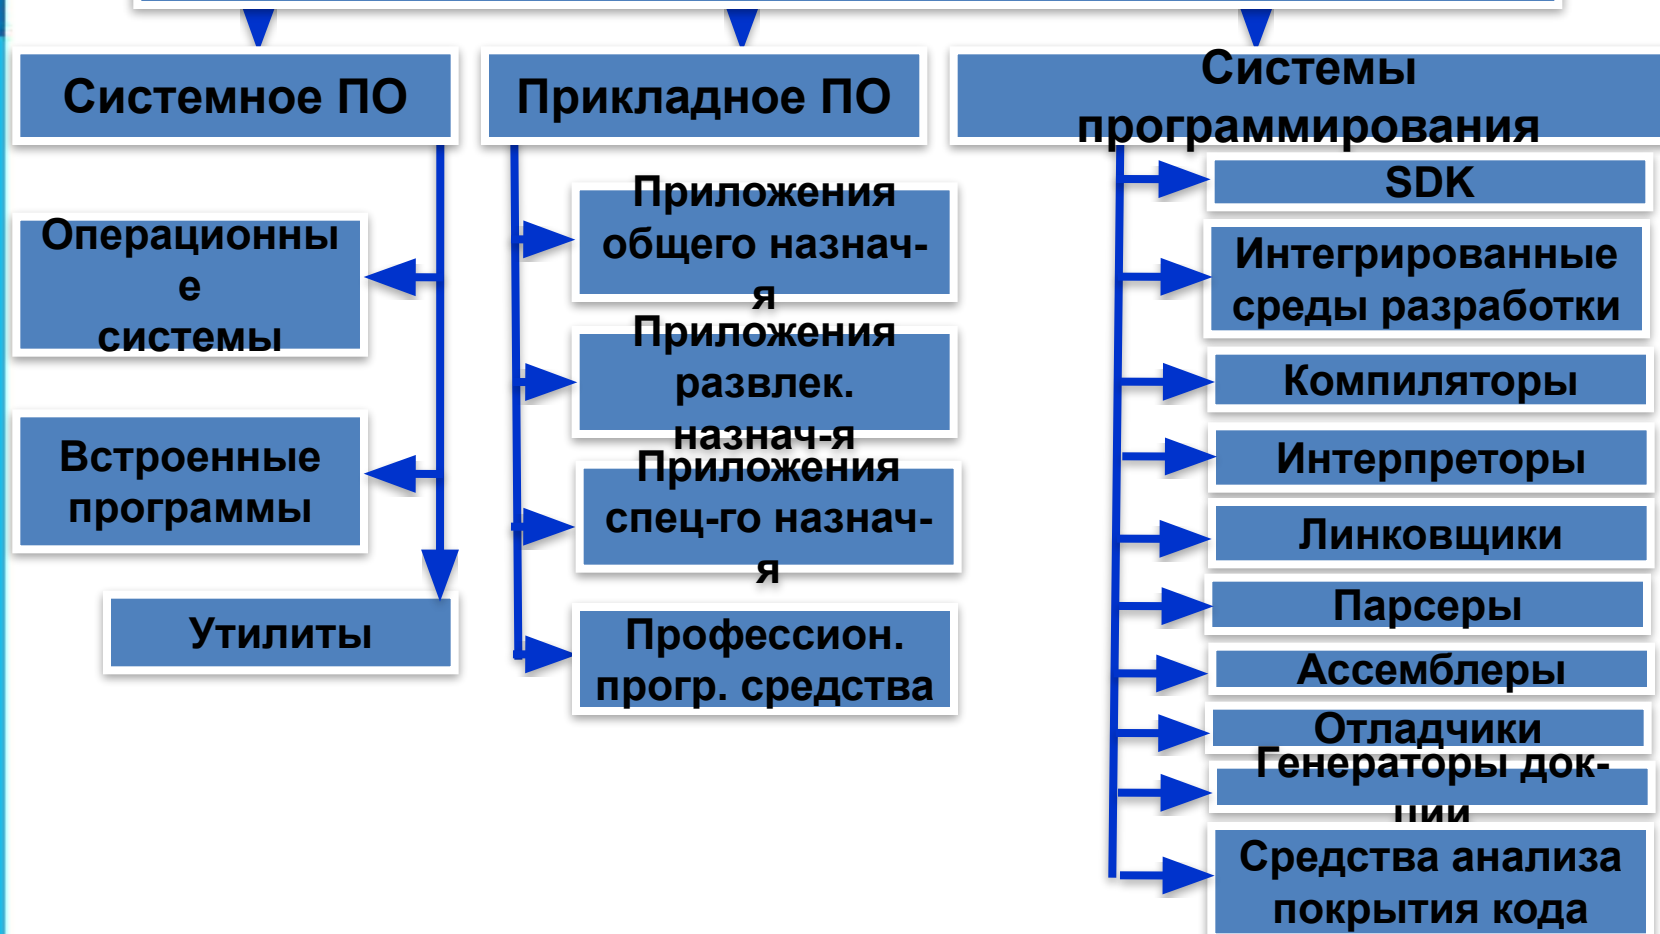 Системное ПО
Операционны
е
системы
Встроенные
программы
Утилиты
Прикладное ПО
Приложения
общего назнач-
я
Приложения
развлек.
назнач-я
Приложения
спец-го назнач-
я
Профессион.
прогр. средства
Системы
программирования
SDK
Интегрированные
среды разработки
Компиляторы
Интерпреторы
Линковщики
Парсеры
Ассемблеры
Отладчики
Генераторы док-
ции
Средства анализа
покрытия кода